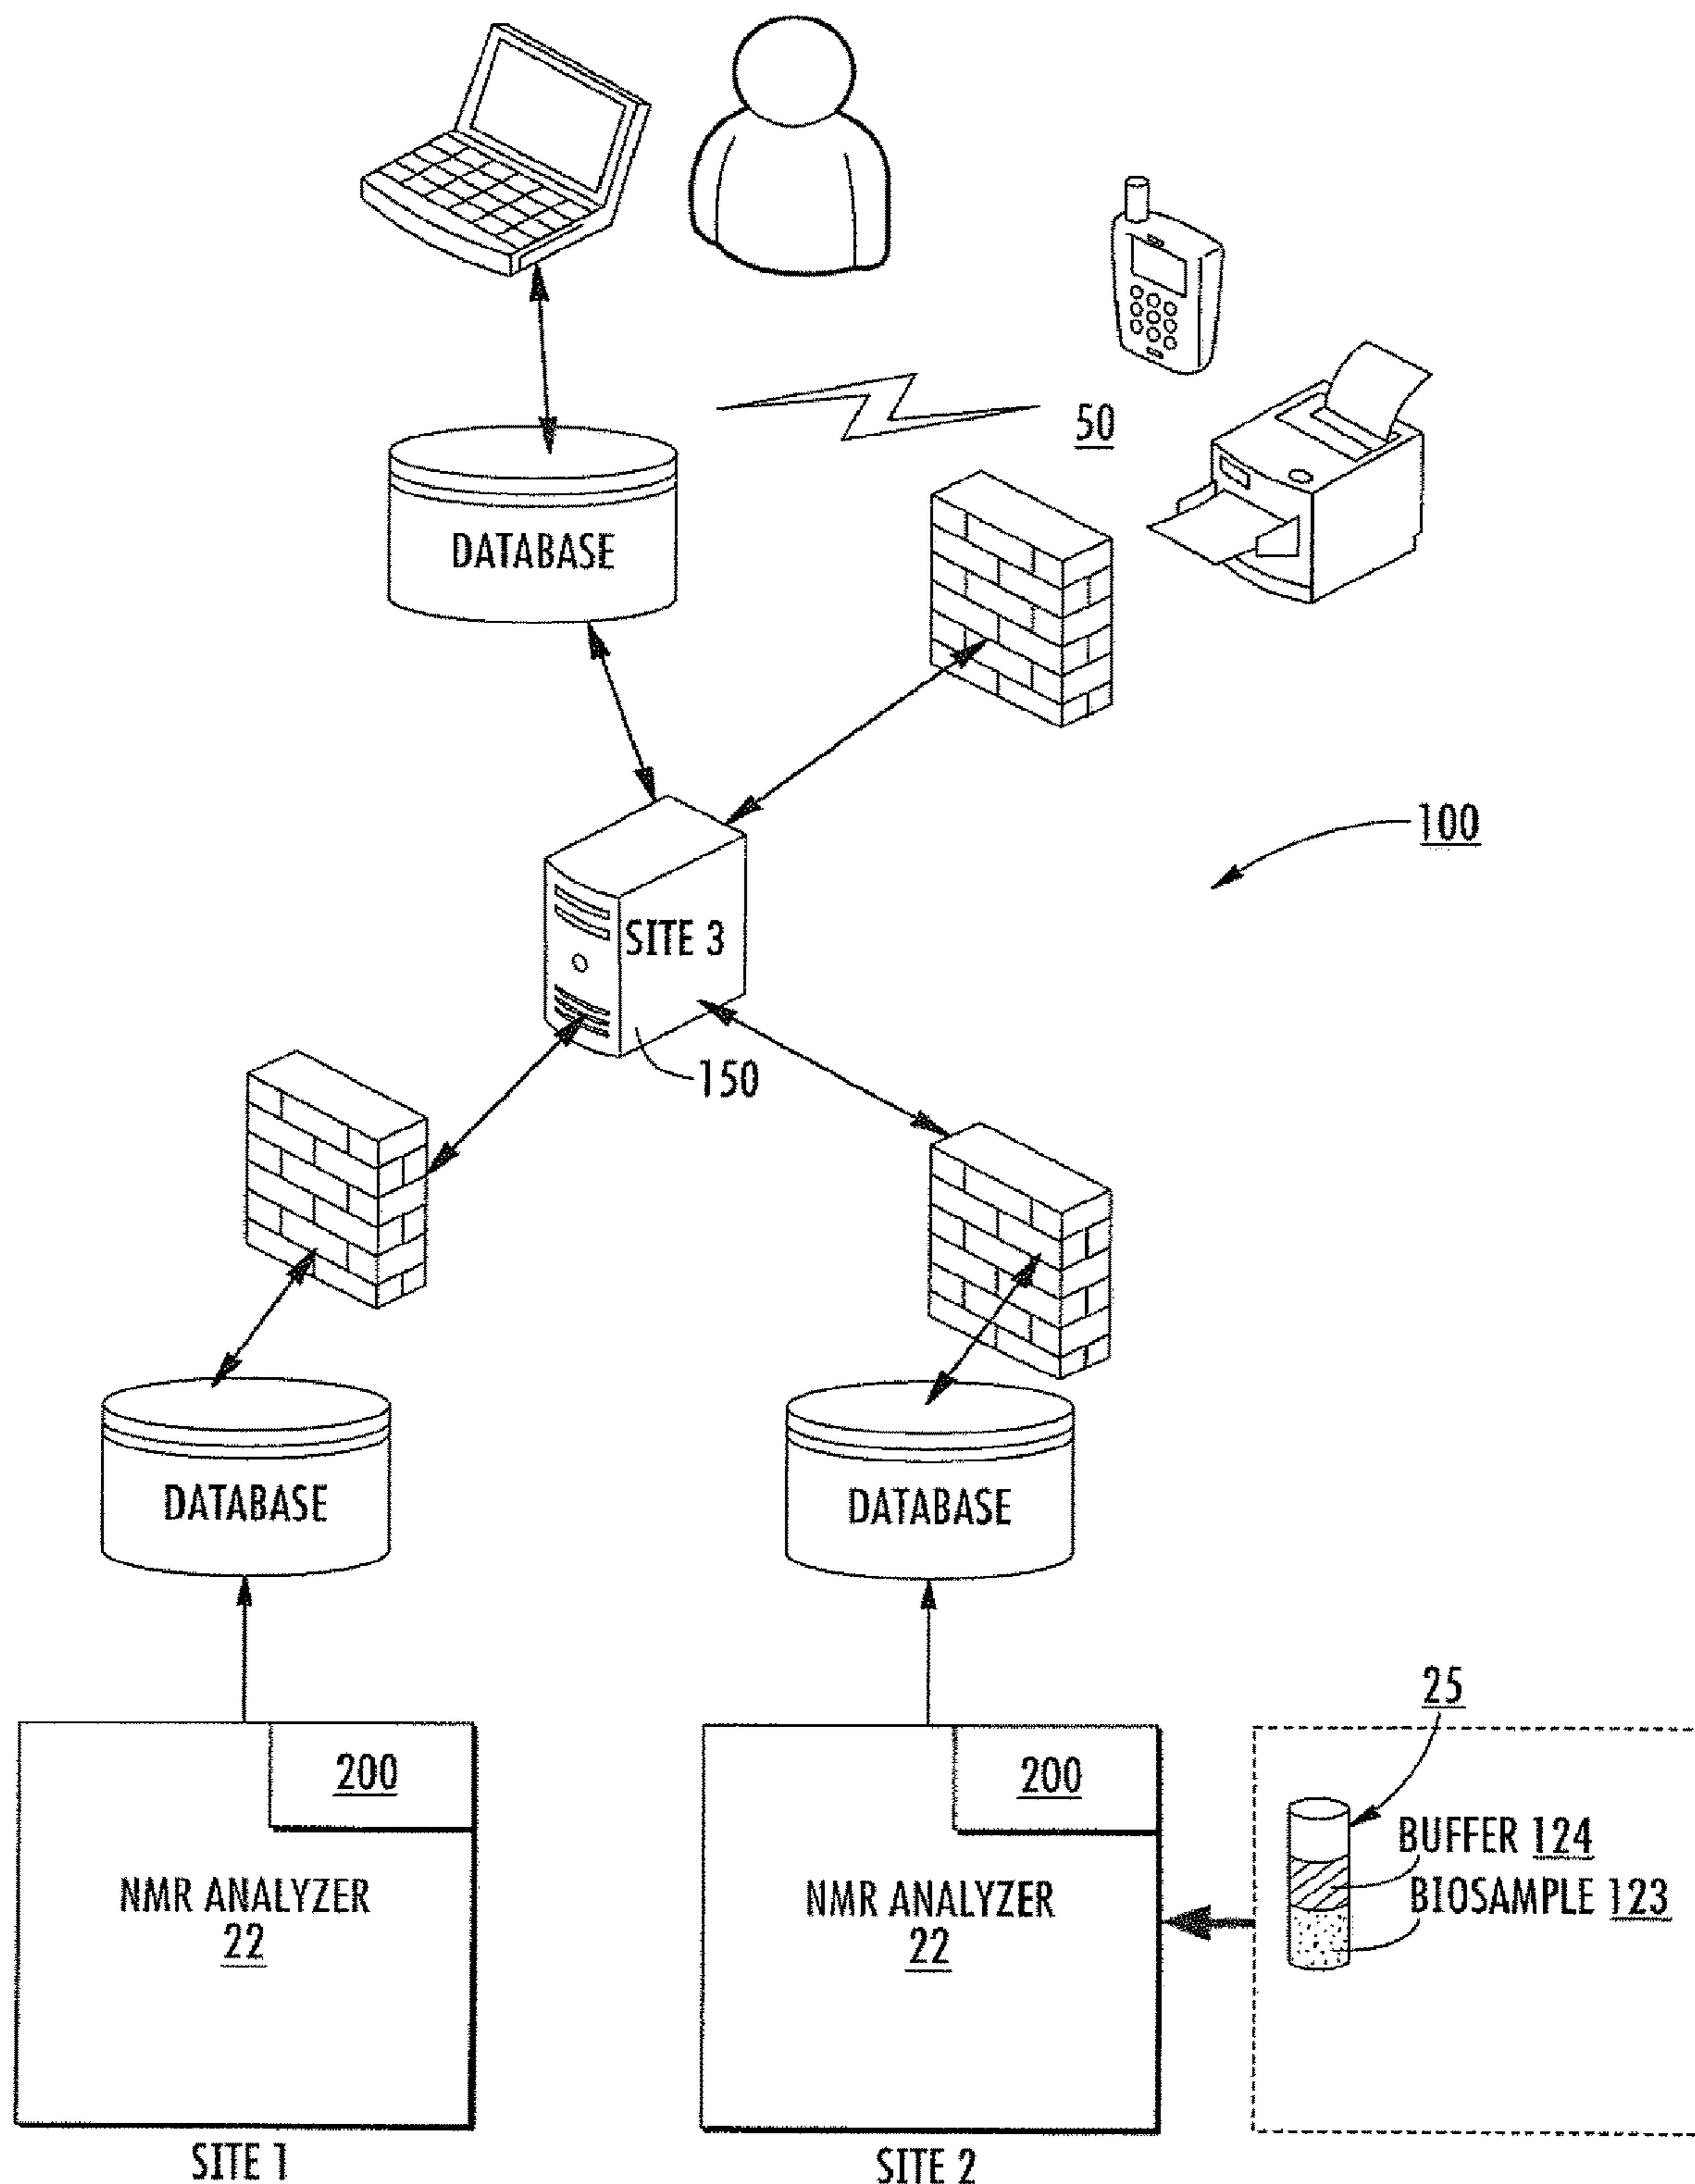 50
DATABASE
100
SITE 3
150
DATABASE
DATABASE
25
200
200
BUFFER 124
BIOSAMPLE 123
NMR ANALYZER
22
NMR ANALYZER
22
SITE 1
SITE 2